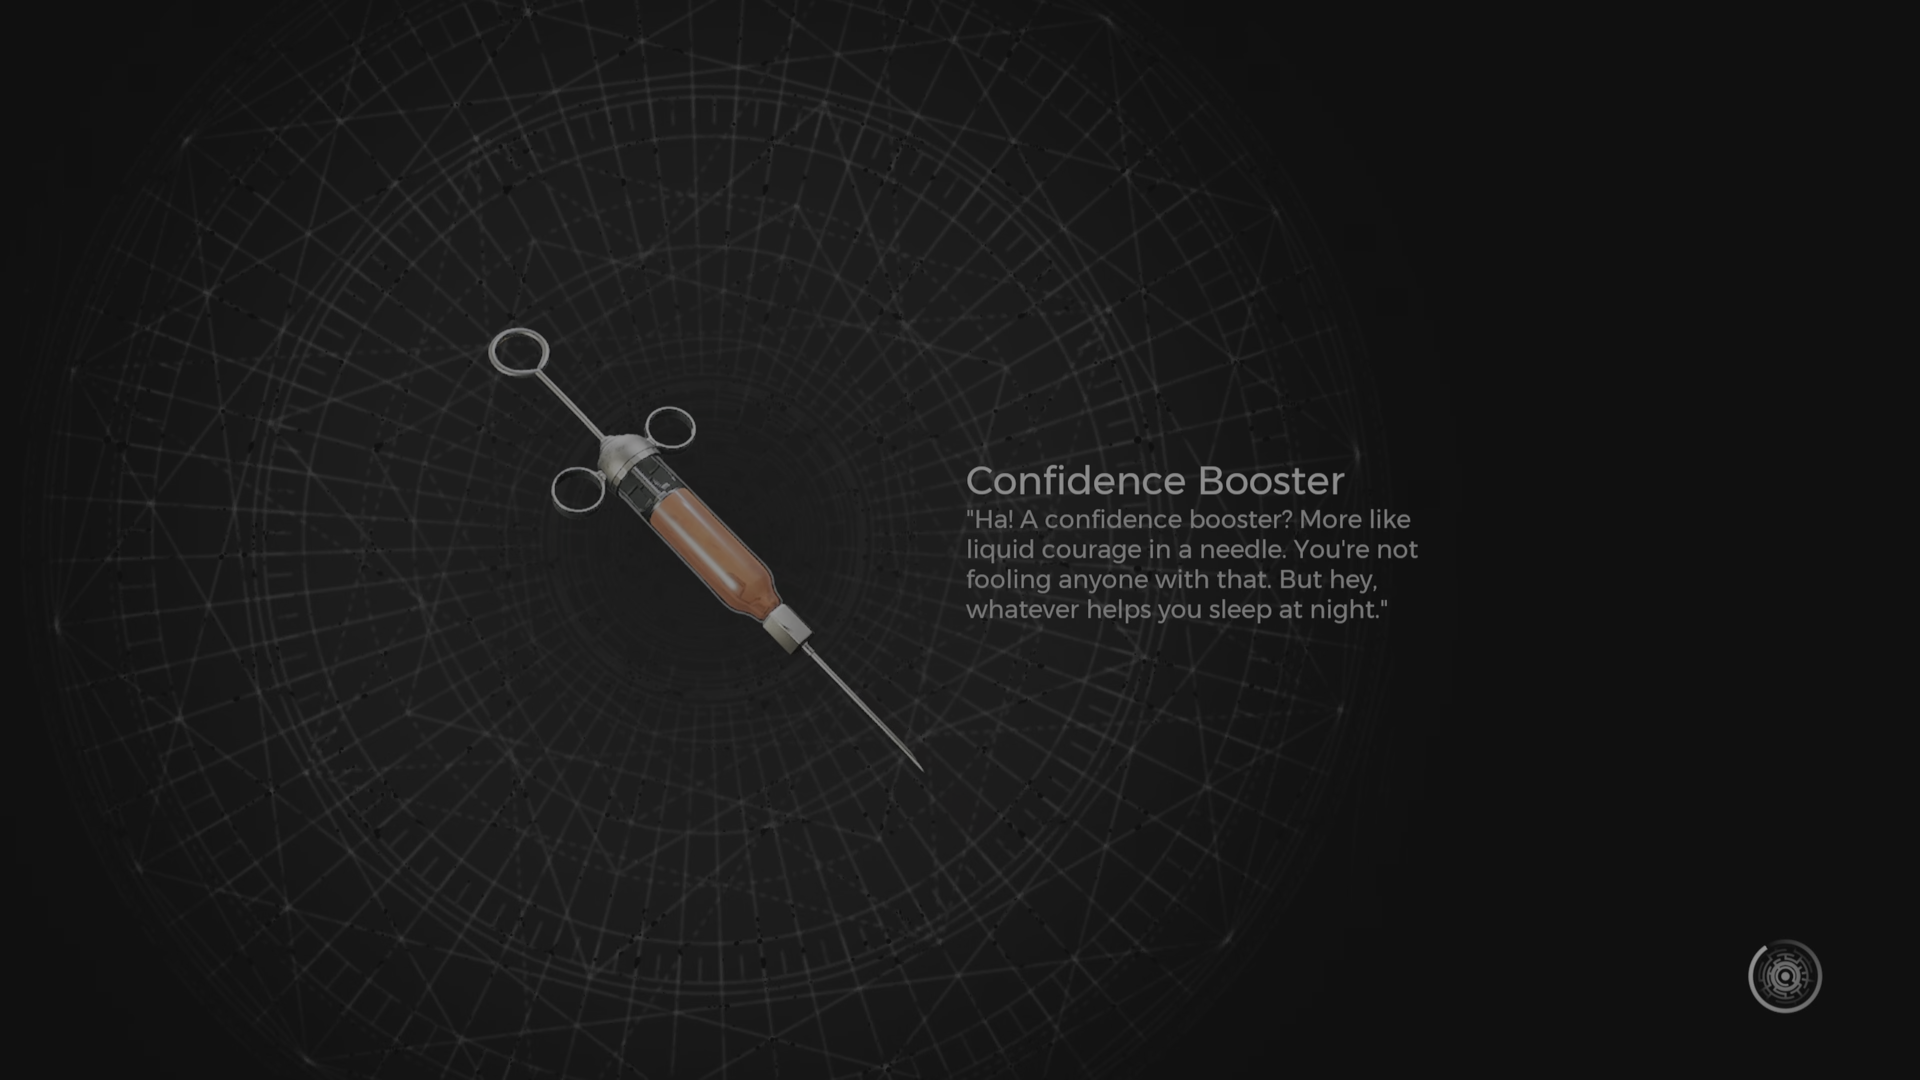 Confidence Booster
"Ha! A confidence booster? More like
liquid courage in a needle. You're not
fooling anyone with that. But hey,
whatever helps you sleep at night."